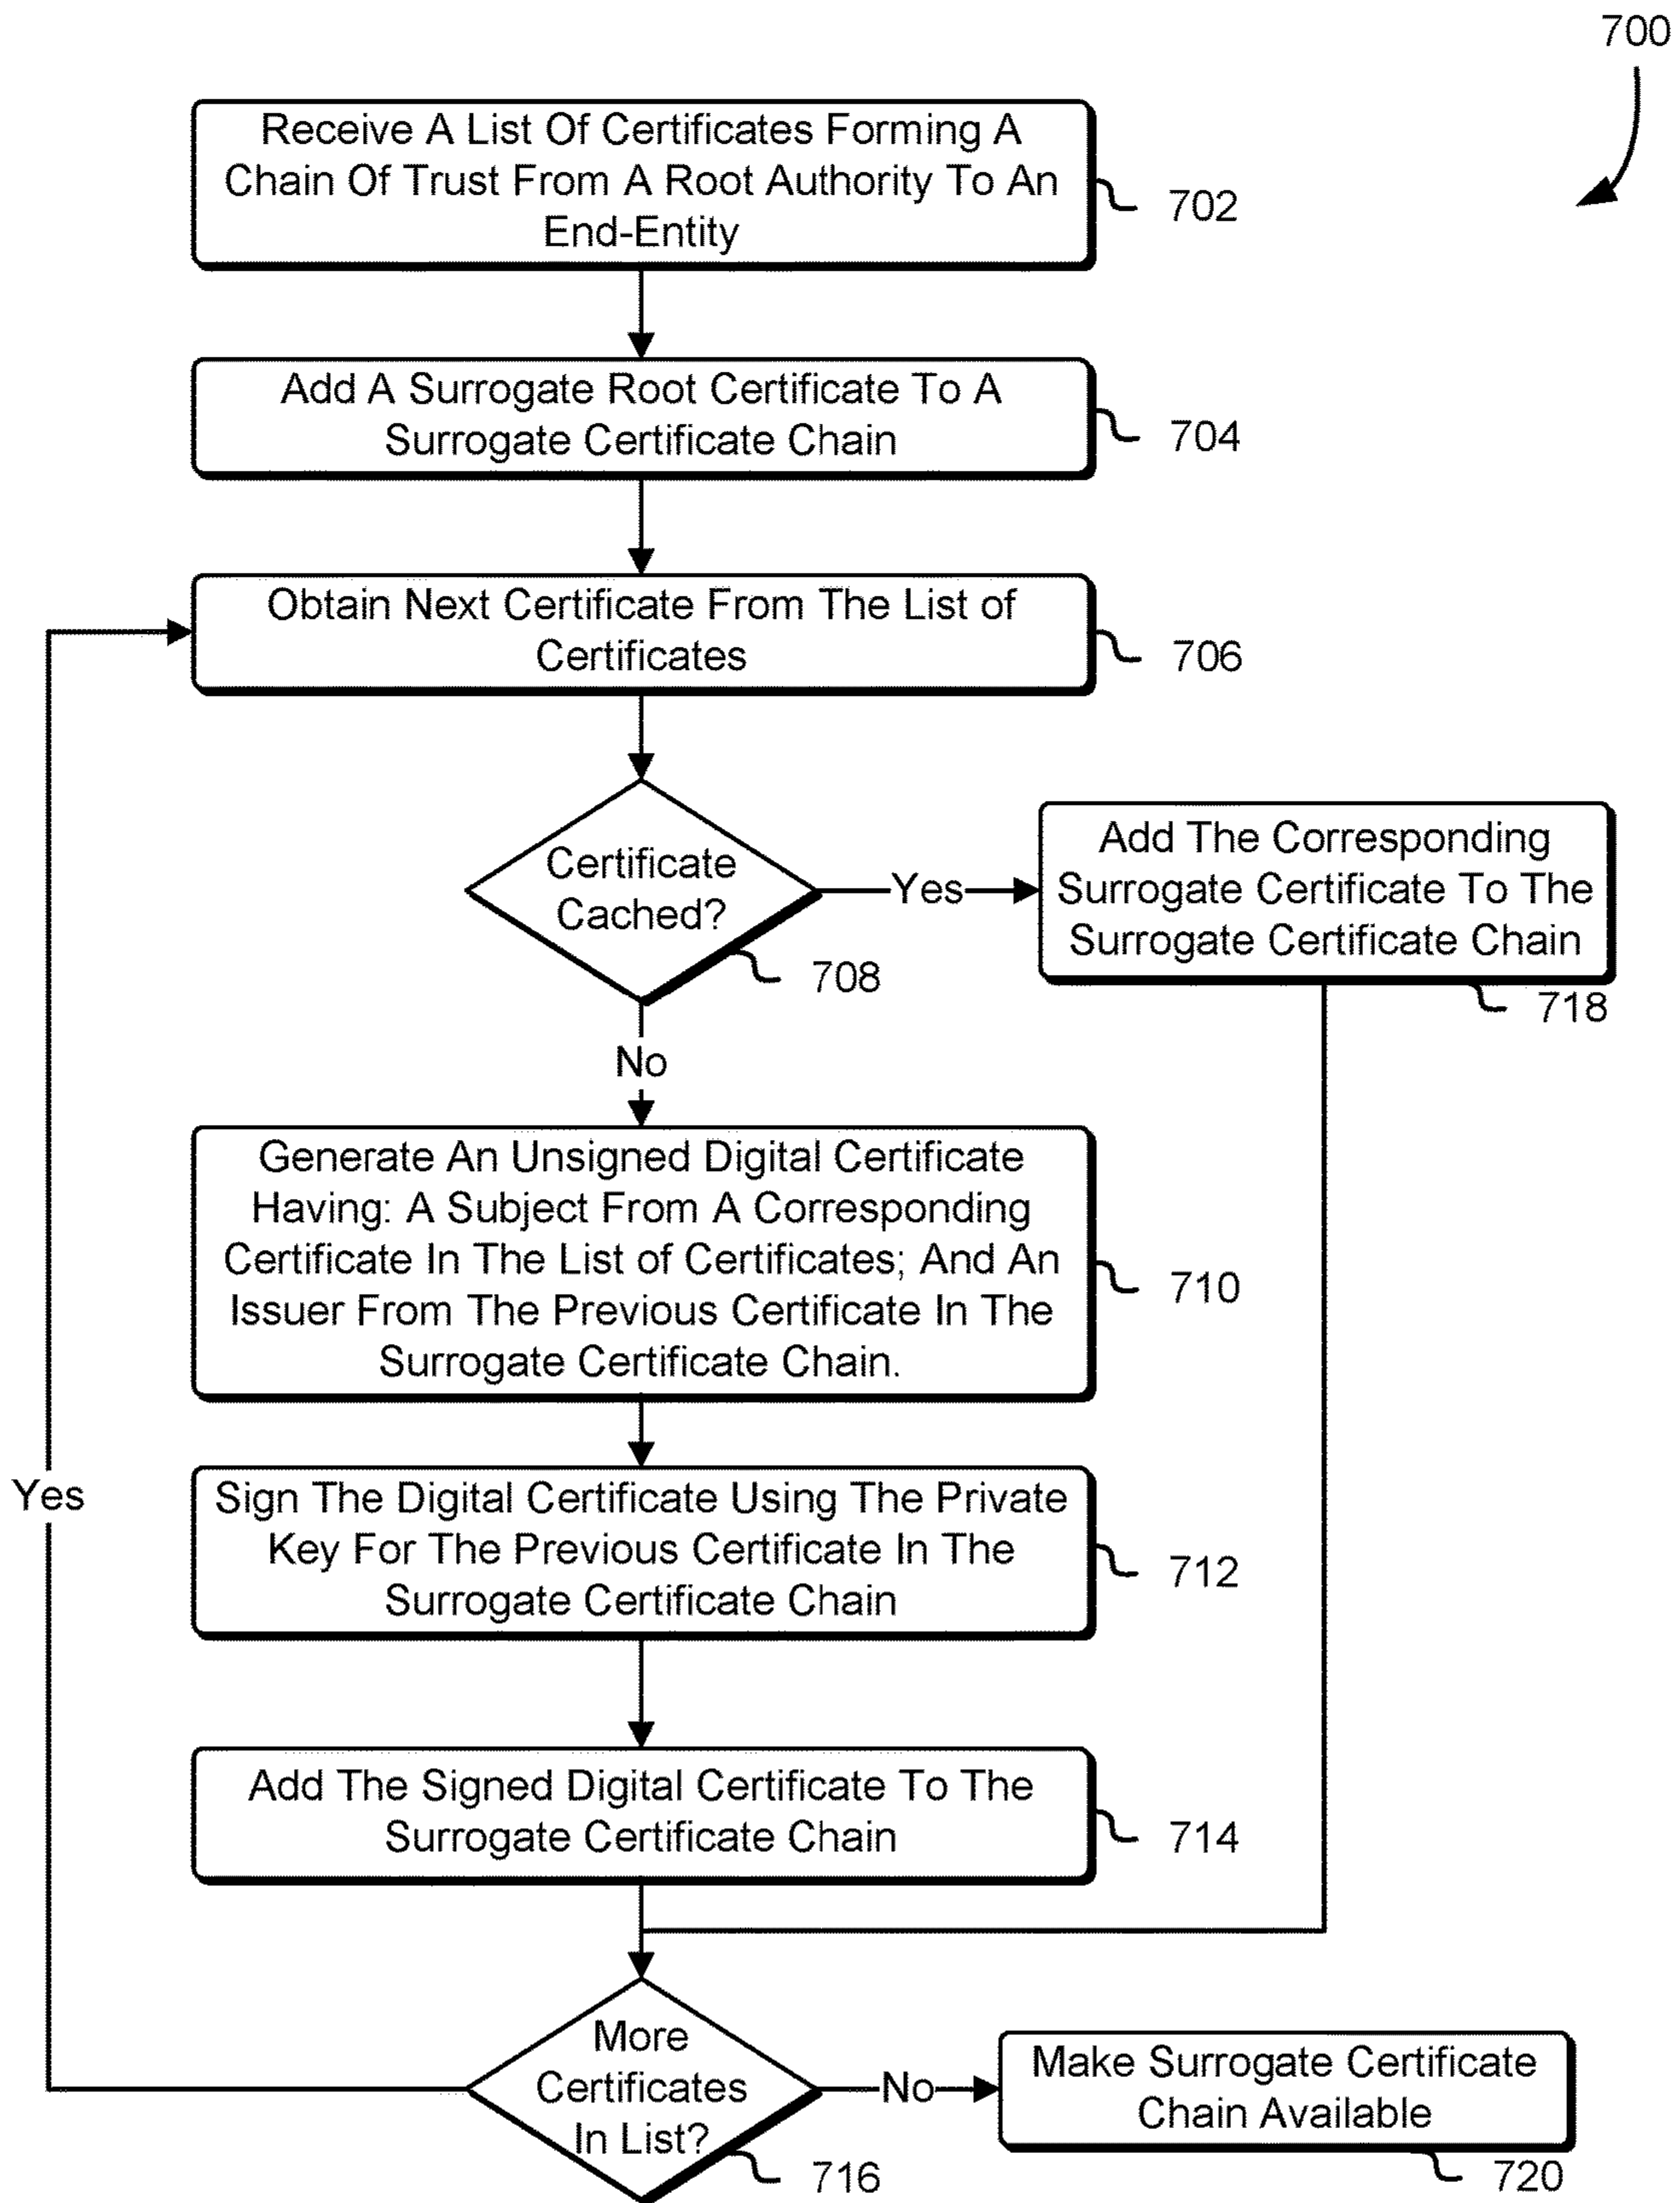 700
Receive A List Of Certificates Forming A
Chain Of Trust From A Root Authority To An
End-Entity
702
Add A Surrogate Root Certificate To A
Surrogate Certificate Chain
704
Obtain Next Certificate From The List of
Certificates
706
Certificate
Cached?
708
Yes
Add The Corresponding
Surrogate Certificate To The
Surrogate Certificate Chain
718
No
Generate An Unsigned Digital Certificate
Having: A Subject From A Corresponding
Certificate In The List of Certificates; And An
Issuer From The Previous Certificate In The
Surrogate Certificate Chain.
710
Sign The Digital Certificate Using The Private
Key For The Previous Certificate In The
Surrogate Certificate Chain
712
Yes
Add The Signed Digital Certificate To The
Surrogate Certificate Chain
714
More
Certificates
In List?
716
No
Make Surrogate Certificate
Chain Available
720